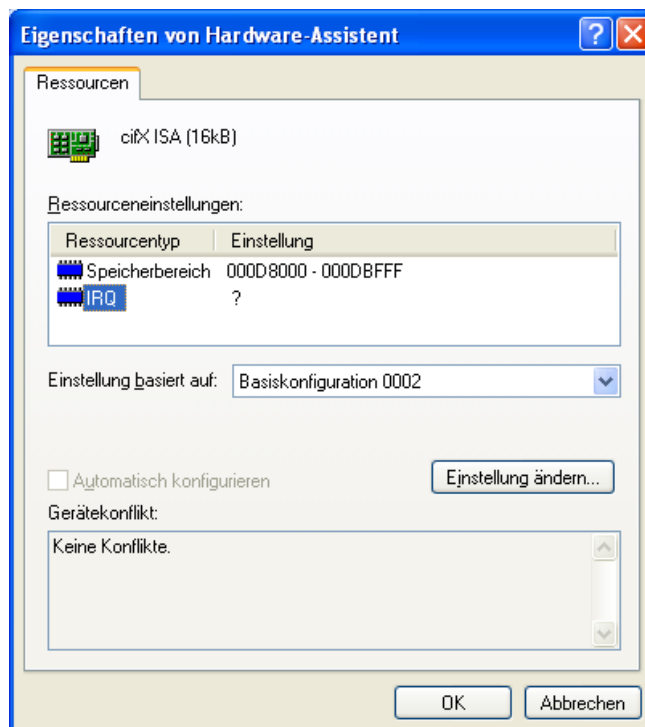 Eigenschaften von Hardware-Assistent
Ressourcen
cifX ISA (16kB)
Ressourceneinstellungen:
Ressourcentyp Einstellung
Speicherbereich 000D8000 - 000DBFFF
IRQ ?
Einstellung basiert auf: Basiskonfiguration 0002
Automatisch konfigurieren Einstellung ändern...
Gerätekonflikt:
Keine Konflikte.
OK Abbrechen